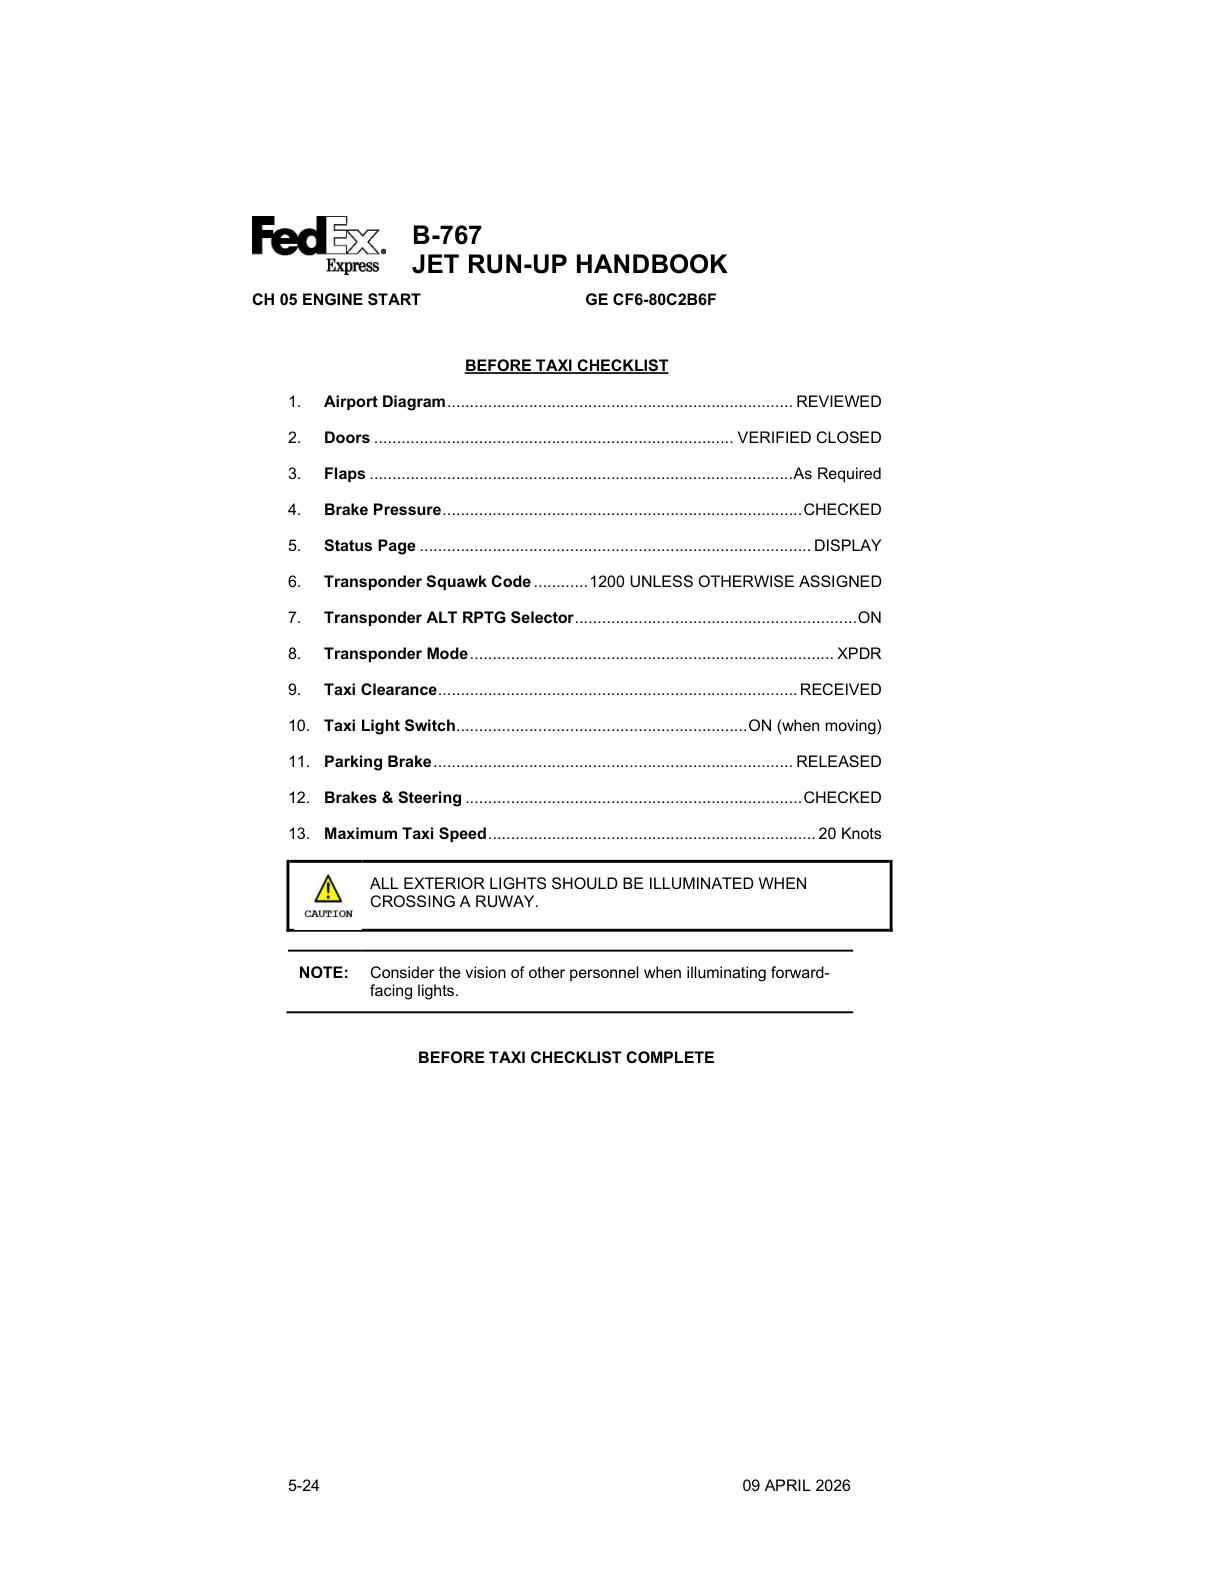 FedEx®
Express
B-767
JET RUN-UP HANDBOOK
CH 05 ENGINE START GE CF6-80C2B6F
BEFORE TAXI CHECKLIST
1. Airport Diagram............................................................................ REVIEWED
2. Doors ............................................................................... VERIFIED CLOSED
3. Flaps .............................................................................................As Required
4. Brake Pressure...............................................................................CHECKED
5. Status Page ...................................................................................... DISPLAY
6. Transponder Squawk Code ............1200 UNLESS OTHERWISE ASSIGNED
7. Transponder ALT RPTG Selector..............................................................ON
8. Transponder Mode................................................................................ XPDR
9. Taxi Clearance............................................................................... RECEIVED
10. Taxi Light Switch................................................................ON (when moving)
11. Parking Brake............................................................................... RELEASED
12. Brakes & Steering ..........................................................................CHECKED
13. Maximum Taxi Speed........................................................................ 20 Knots
CAUTION
ALL EXTERIOR LIGHTS SHOULD BE ILLUMINATED WHEN
CROSSING A RUWAY.
NOTE: Consider the vision of other personnel when illuminating forward-
facing lights.
BEFORE TAXI CHECKLIST COMPLETE
5-24 09 APRIL 2026